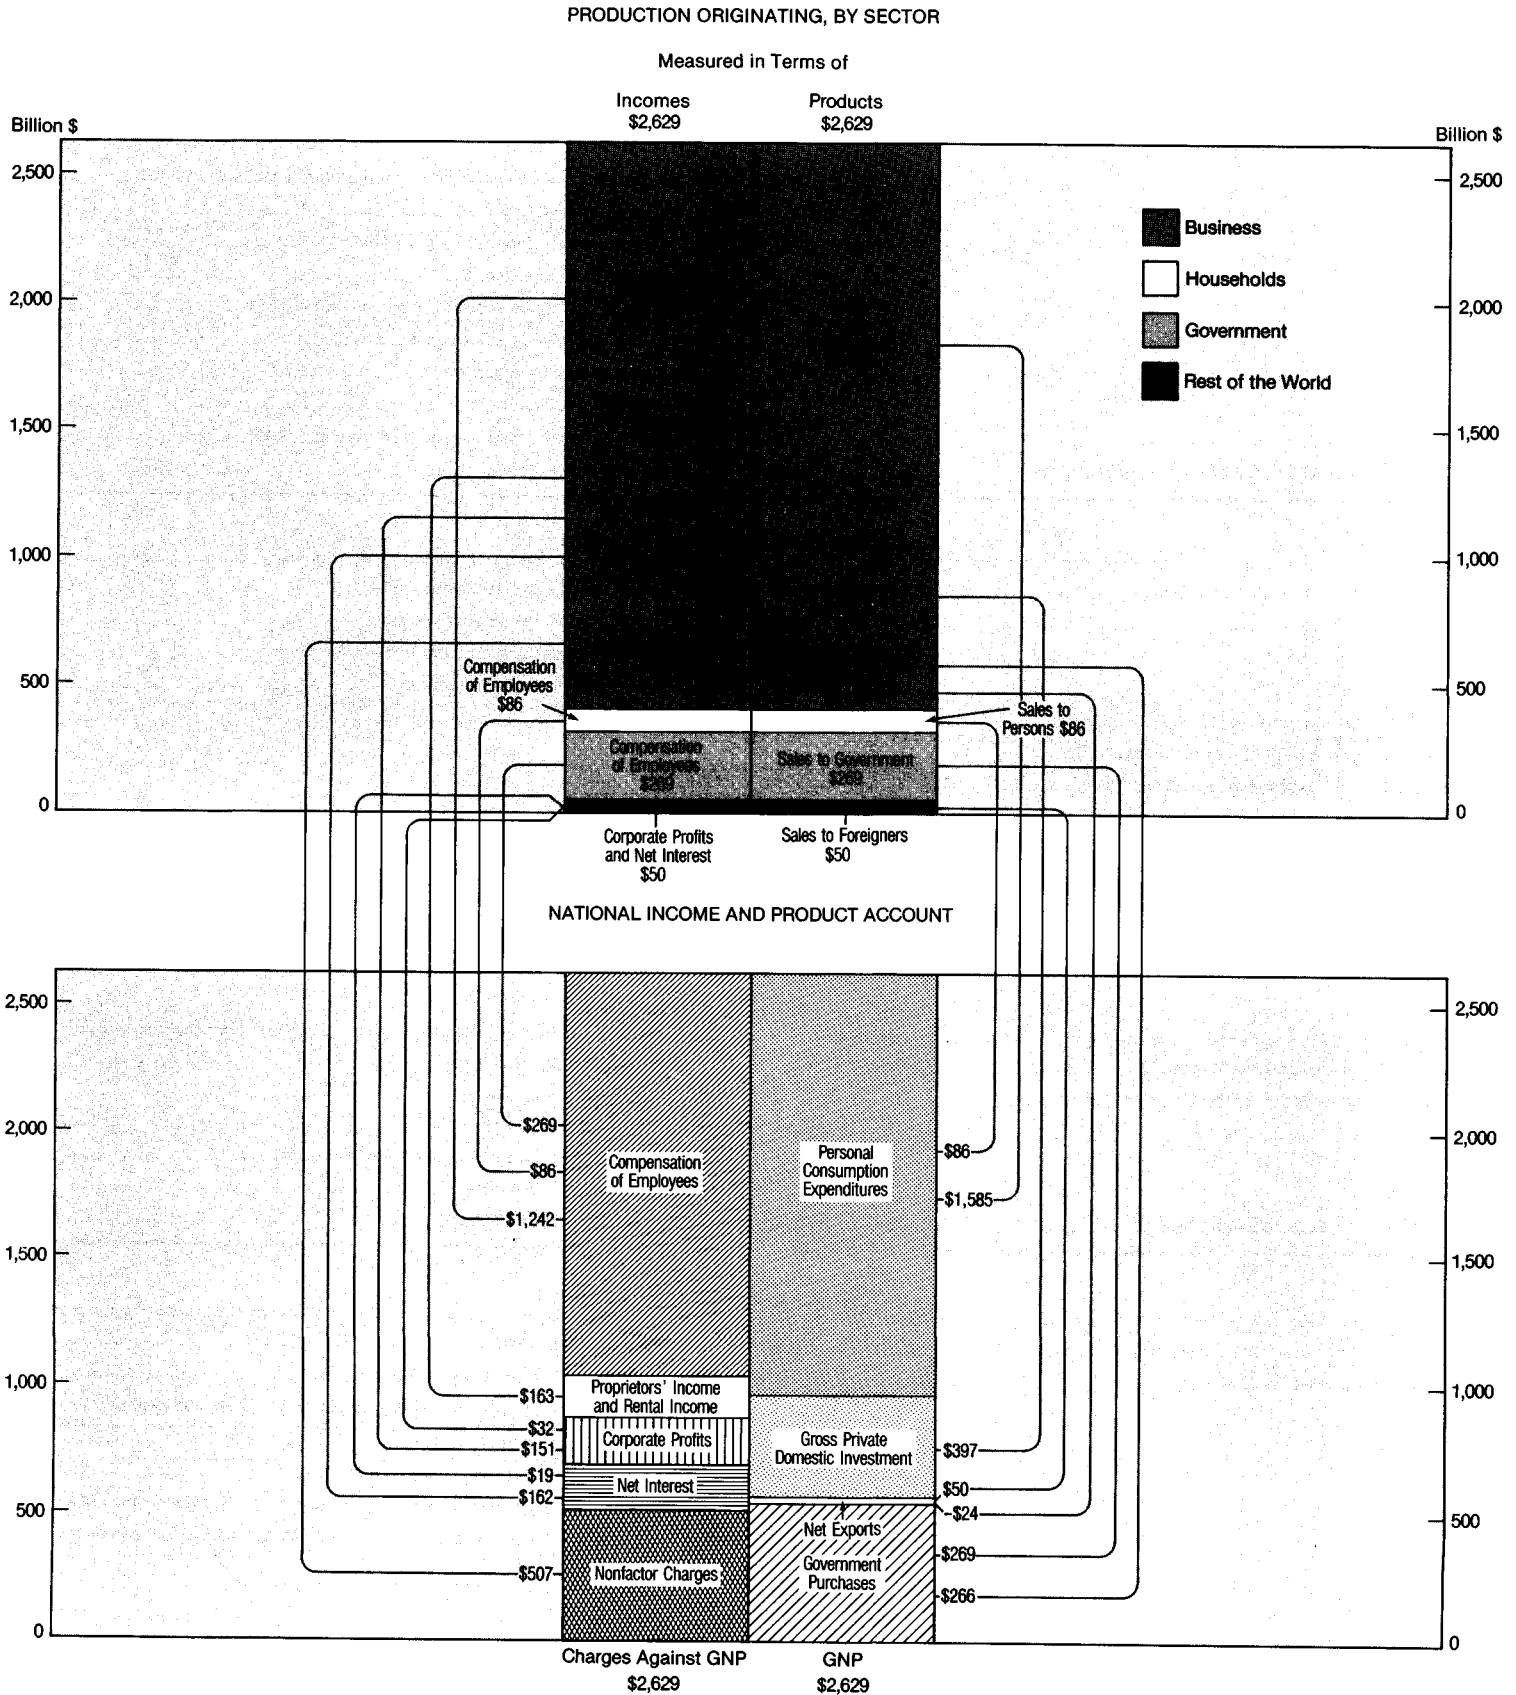 PRODUCTION ORIGINATING, BY SECTOR
Measured in Terms of
Incomes
$2,629
Products
$2,629
Billion $
Billion $
2,500
2,000
1,500
1,000
500
0
2,500
2,000
1,500
1,000
500
0
Business
Households
Government
Rest of the World
Compensation
of Employees
$86
Sales to
Persons $86
Compensation
of Employees
$269
Sales to Government
$269
Corporate Profits
and Net Interest
$50
Sales to Foreigners
$50
NATIONAL INCOME AND PRODUCT ACCOUNT
2,500
2,000
1,500
1,000
500
0
2,500
2,000
1,500
1,000
500
0
$269
$86
$1,242
$163
$32
$151
$19
$162
$507
Compensation
of Employees
Proprietors' Income
and Rental Income
Corporate Profits
Net Interest
Nonfactor Charges
Personal
Consumption
Expenditures
Gross Private
Domestic Investment
Net Exports
Government
Purchases
$86
$1,585
$397
$50
-$24
$269
$266
Charges Against GNP
$2,629
GNP
$2,629